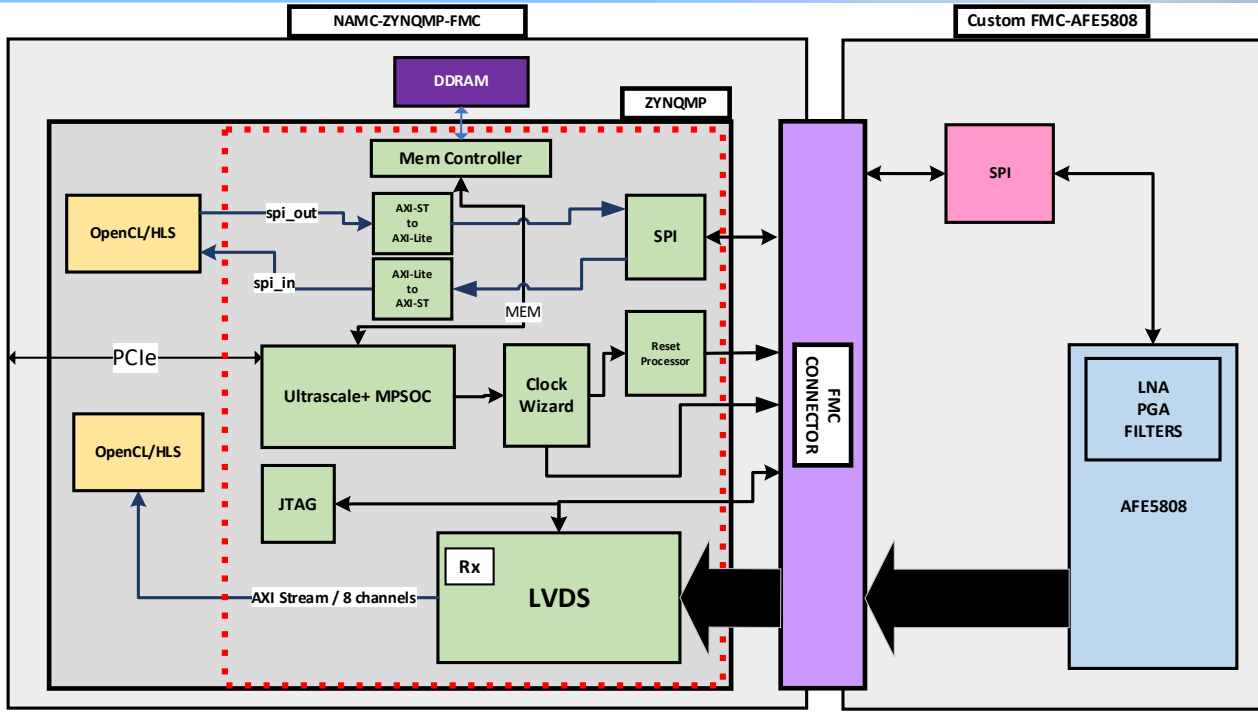 NAMC-ZYNQMP-FMC
Custom FMC-AFE5808
DDRAM
ZYNQMP
Mem Controller
SPI
OpenCL/HLS
spi_out
AXI-ST
to
AXI-Lite
SPI
spi_in
AXI-Lite
to
AXI-ST
MEM
PCIe
Ultrascale+ MPSOC
Clock
Wizard
Reset
Processor
FMC
CONNECTOR
LNA
PGA
FILTERS
AFE5808
OpenCL/HLS
JTAG
Rx
LVDS
AXI Stream / 8 channels